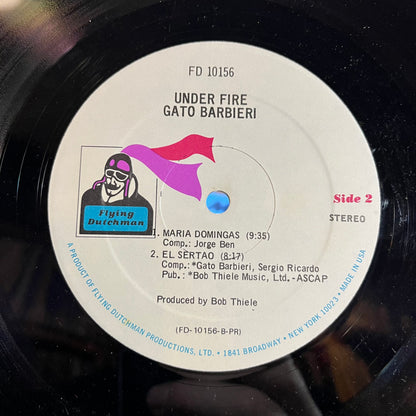 FD 10156
UNDER FIRE
GATO BARBIERI
Flying
Dutchman
Side 2
STEREO
1. MARIA DOMINGAS (9:35)
Comp.: Jorge Ben
2. EL SERTAO (8:17)
Comp.: *Gato Barbieri, Sergio Ricardo
Pub.: *Bob Thiele Music, Ltd.-ASCAP
Produced by Bob Thiele
(FD-10156-B-PR)
A PRODUCT OF FLYING DUTCHMAN PRODUCTIONS, LTD. • 1841 BROADWAY • NEW YORK 10023 • MADE IN USA